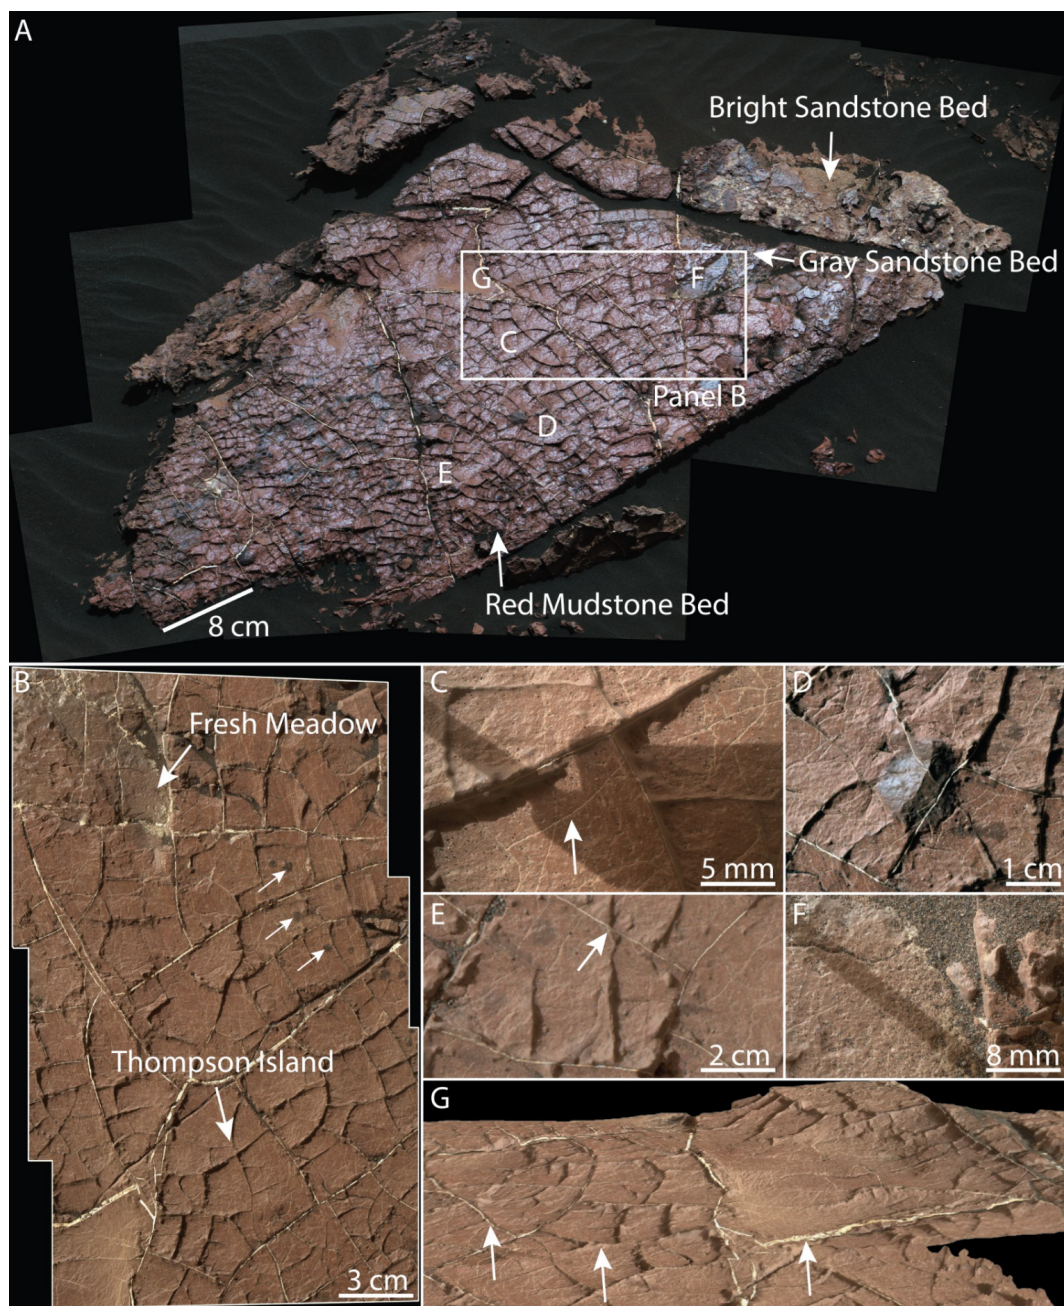 A
Bright Sandstone Bed
Gray Sandstone Bed
G
F
C
Panel B
D
E
Red Mudstone Bed
8 cm
B
Fresh Meadow
Thompson Island
3 cm
C
5 mm
D
1 cm
E
2 cm
F
8 mm
G